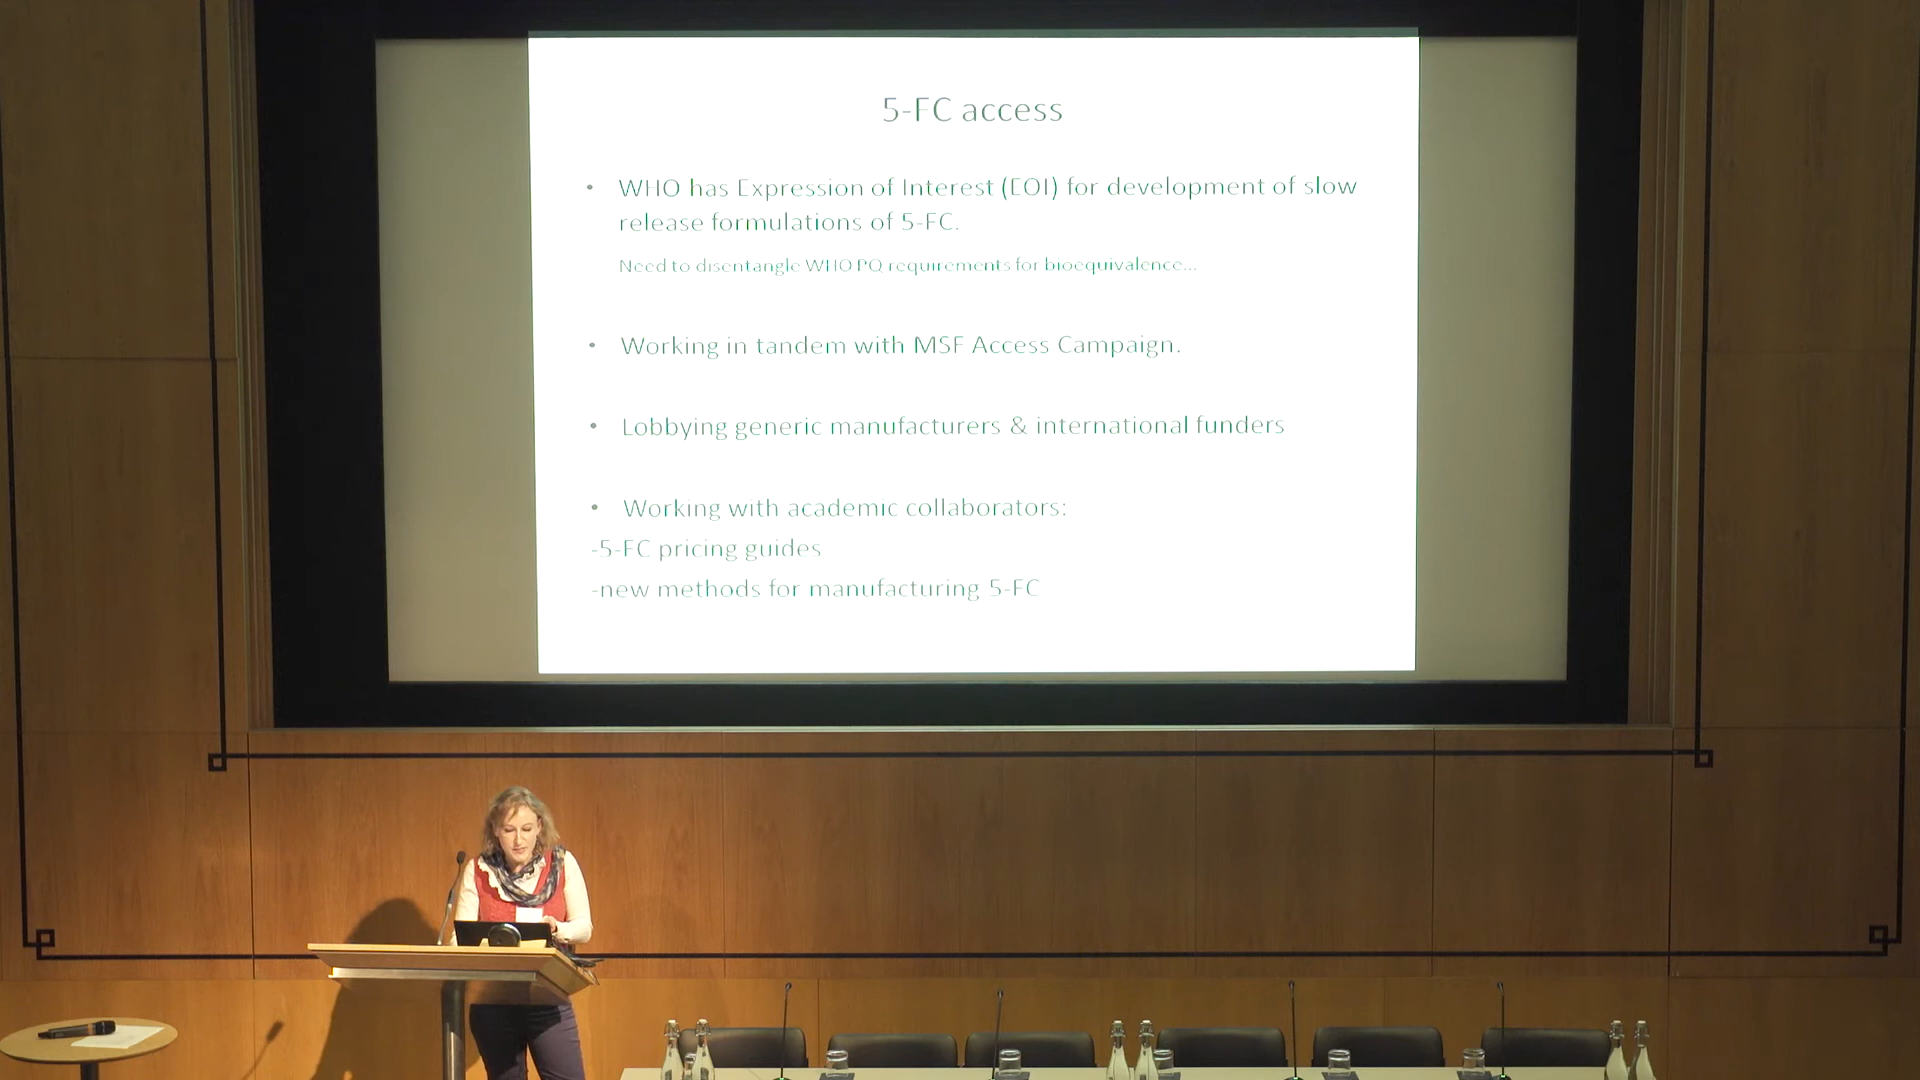 5-FC access
• WHO has Expression of Interest (EOI) for development of slow
release formulations of 5-FC.
Need to disentangle WHO PQ requirements for bioequivalence...
• Working in tandem with MSF Access Campaign.
• Lobbying generic manufacturers & international funders
• Working with academic collaborators:
-5-FC pricing guides
-new methods for manufacturing 5-FC